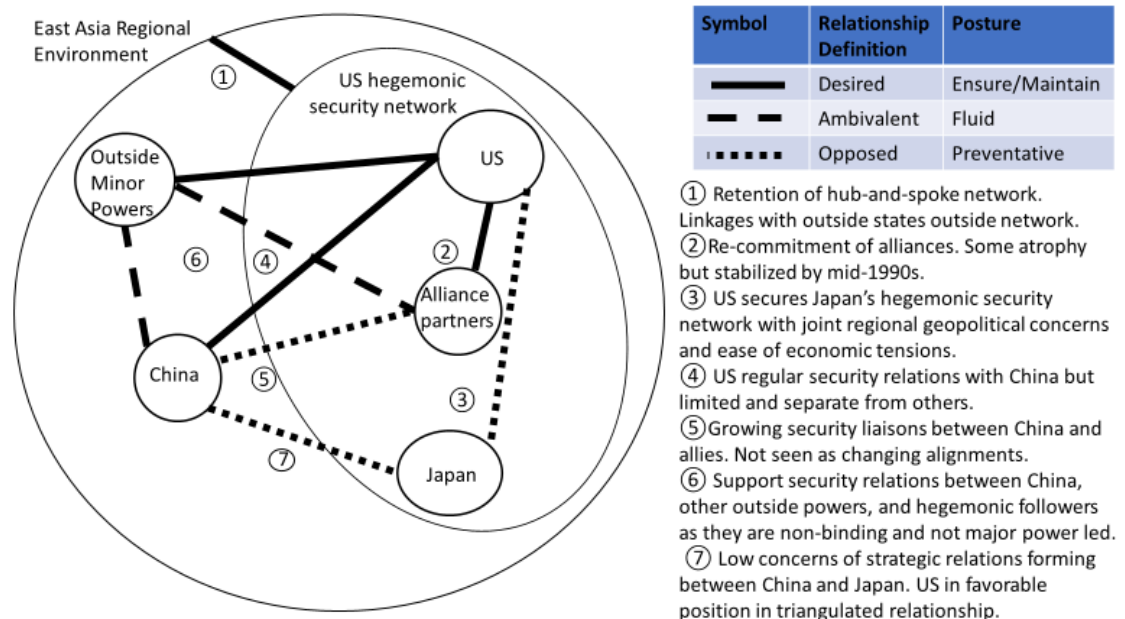 East Asia Regional
Environment
①
US hegemonic
security network
Outside
Minor
Powers
US
⑥
④
②
Alliance
partners
China
⑤
③
⑦
Japan
Symbol Relationship Definition Posture
Desired Ensure/Maintain
Ambivalent Fluid
Opposed Preventative
① Retention of hub-and-spoke network.
Linkages with outside states outside network.
②Re-commitment of alliances. Some atrophy
but stabilized by mid-1990s.
③ US secures Japan’s hegemonic security
network with joint regional geopolitical concerns
and ease of economic tensions.
④ US regular security relations with China but
limited and separate from others.
⑤Growing security liaisons between China and
allies. Not seen as changing alignments.
⑥ Support security relations between China,
other outside powers, and hegemonic followers
as they are non-binding and not major power led.
⑦ Low concerns of strategic relations forming
between China and Japan. US in favorable
position in triangulated relationship.